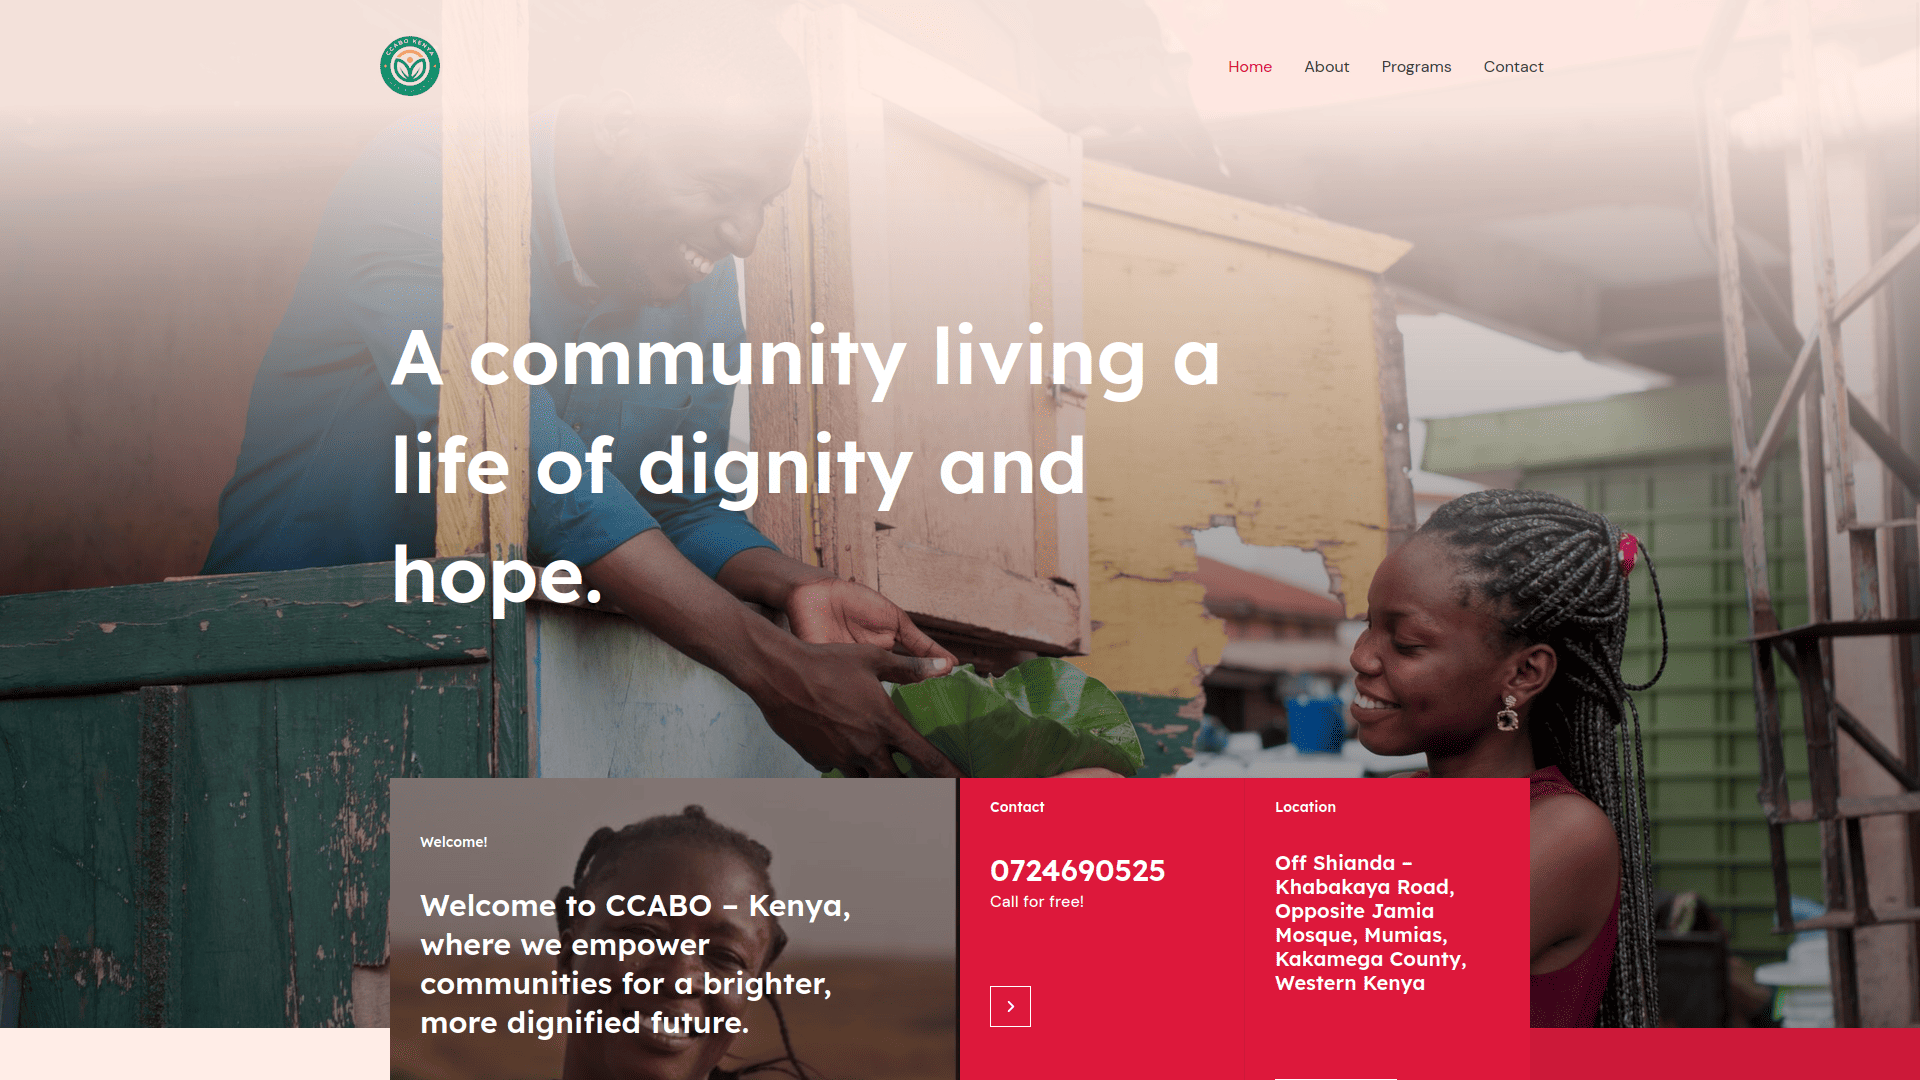 CCABO KENYA
Home
About
Programs
Contact
A community living a
life of dignity and
hope.
Welcome!
Welcome to CCABO – Kenya,
where we empower
communities for a brighter,
more dignified future.
Contact
0724690525
Call for free!
Location
Off Shianda –
Khabakaya Road,
Opposite Jamia
Mosque, Mumias,
Kakamega County,
Western Kenya